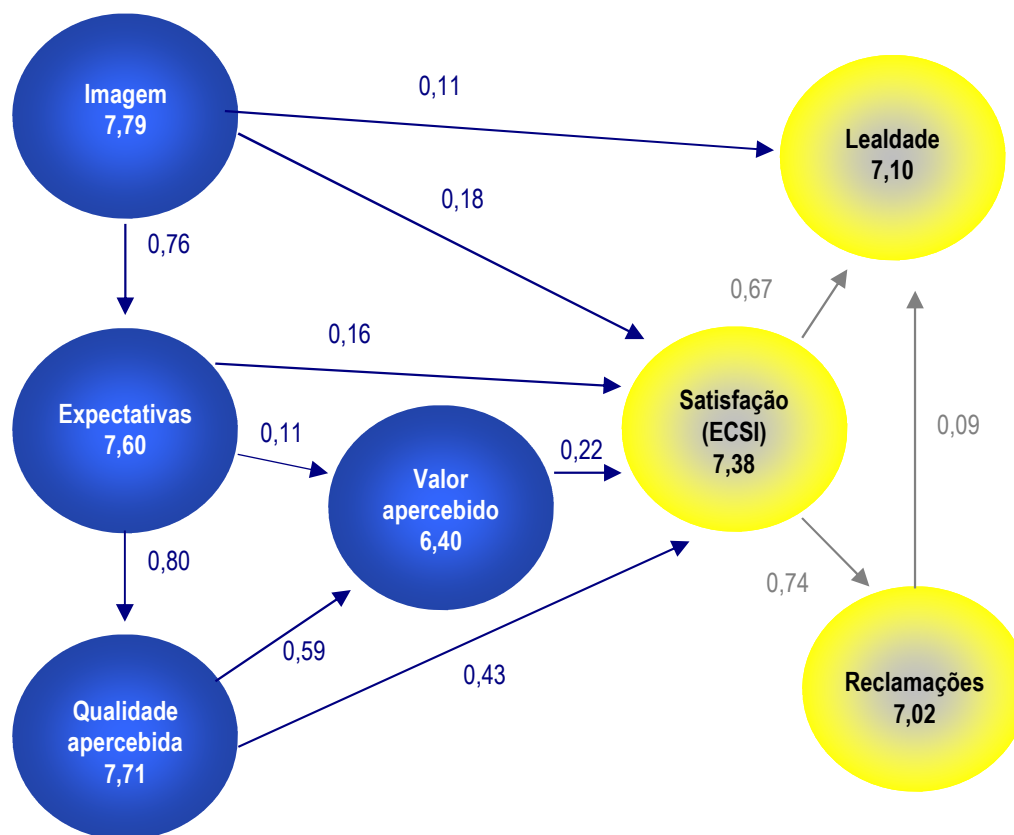 Imagem
7,79
0,11
Lealdade
7,10
0,18
0,76
0,67
0,16
Expectativas
7,60
0,11
Valor
apercebido
6,40
0,22
Satisfação
(ECSI)
7,38
0,09
0,80
0,74
0,59
0,43
Qualidade
apercebida
7,71
Reclamações
7,02